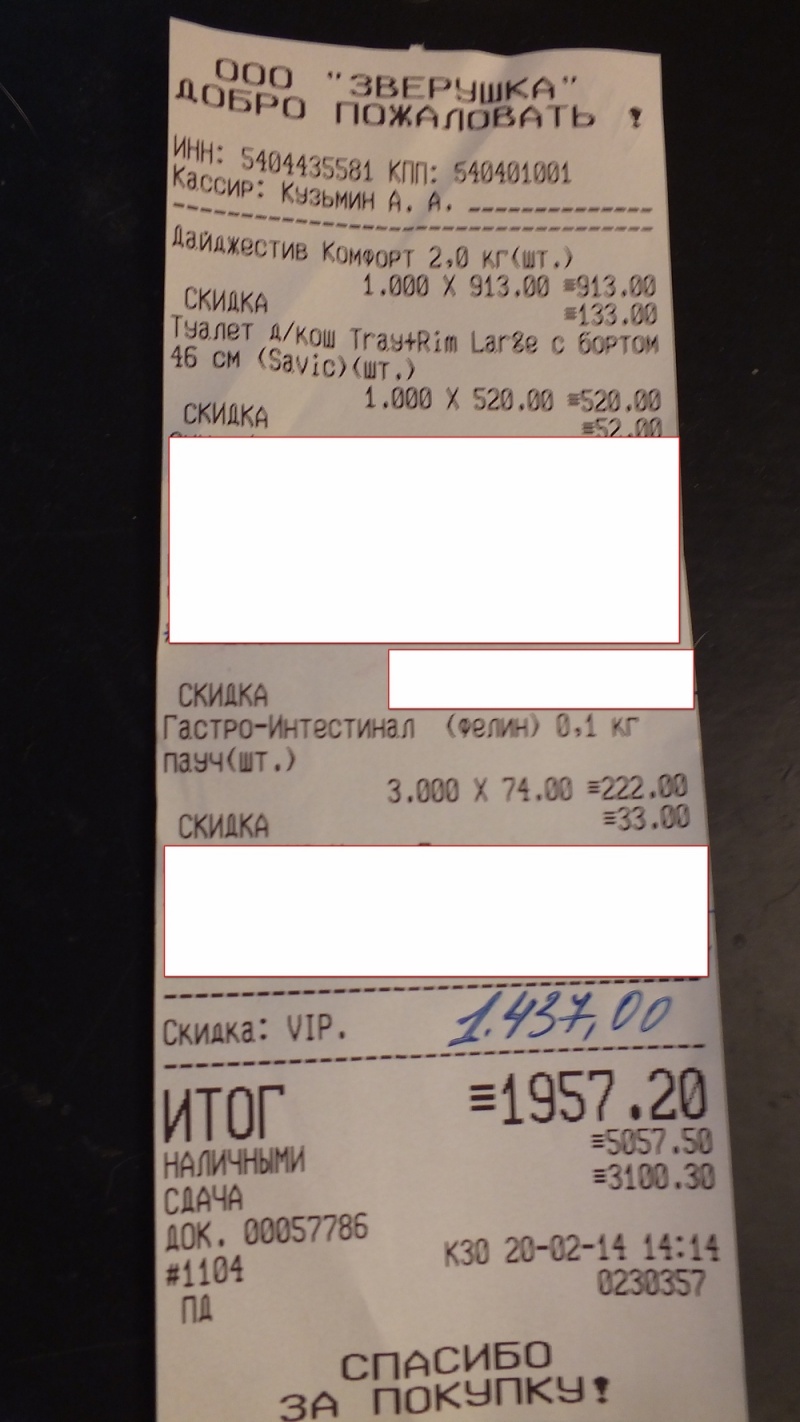 ООО "ЗВЕРУШКА"
ДОБРО ПОЖАЛОВАТЬ !
ИНН: 5404435581 КПП: 540401001
Кассир: Кузьмин А. А.
Дайджестив Комфорт 2,0 кг(шт.)
1.000 X 913.00 ≡913.00
СКИДКА ≡133.00
Туалет д/кош Tray+Rim Large с бортом
46 см (Savic)(шт.)
1.000 X 520.00 ≡520.00
СКИДКА ≡52.00
СКИДКА
Гастро-Интестинал (Фелин) 0,1 кг
пауч(шт.)
3.000 X 74.00 ≡222.00
СКИДКА ≡33.00
Скидка: VIP. 1.437,00
ИТОГ ≡1957.20
НАЛИЧНЫМИ ≡5057.50
СДАЧА ≡3100.30
ДОК. 00057786
#1104 КЗ0 20-02-14 14:14
ПД 0230357
СПАСИБО
ЗА ПОКУПКУ!